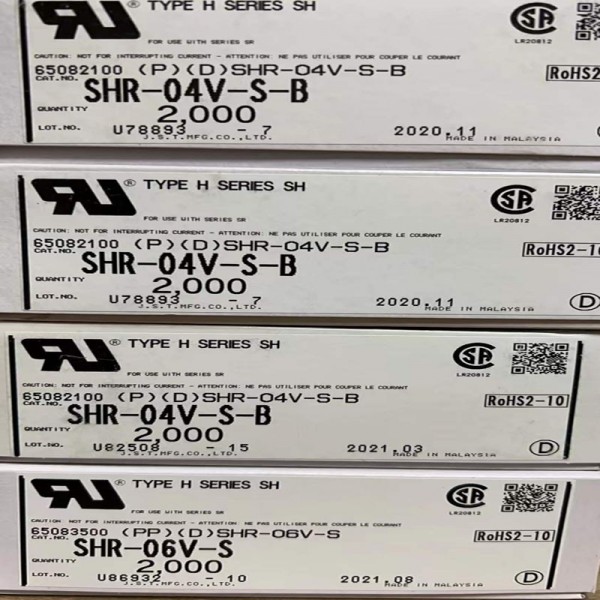 TYPE H SERIES SH
FOR USE WITH SERIES SR
LR20812
CAUTION: NOT FOR INTERRUPTING CURRENT - ATTENTION: NE PAS UTILISER POUR COUPER LE COURANT
65082100 (P)(D)SHR-04V-S-B
RoHS2-
CAT.NO. SHR-04V-S-B
QUANTITY 2,000
LOT.NO. U78893 - 7 2020.11
J.S.T.MFG.CO.,LTD. MADE IN MALAYSIA
RU ® TYPE H SERIES SH
SA
FOR USE WITH SERIES SR
LR20812
CAUTION: NOT FOR INTERRUPTING CURRENT - ATTENTION: NE PAS UTILISER POUR COUPER LE COURANT
65082100 (P)(D)SHR-04V-S-B
RoHS2-10
CAT.NO. SHR-04V-S-B
QUANTITY 2,000
LOT.NO. U78893 - 7 2020.11 D
J.S.T.MFG.CO.,LTD. MADE IN MALAYSIA
RU ® TYPE H SERIES SH
SA
FOR USE WITH SERIES SR
LR20812
CAUTION: NOT FOR INTERRUPTING CURRENT - ATTENTION: NE PAS UTILISER POUR COUPER LE COURANT
65082100 (P)(D)SHR-04V-S-B
RoHS2-10
CAT.NO. SHR-04V-S-B
QUANTITY 2,000
LOT.NO. U82508 - 15 2021.03 D
J.S.T.MFG.CO.,LTD. MADE IN MALAYSIA
RU ® TYPE H SERIES SH
SA
FOR USE WITH SERIES SR
LR20812
CAUTION: NOT FOR INTERRUPTING CURRENT - ATTENTION: NE PAS UTILISER POUR COUPER LE COURANT
65083500 (PP)(D)SHR-06V-S
RoHS2-10
CAT.NO. SHR-06V-S
QUANTITY 2,000
LOT.NO. U86932 - 10 2021.08 D
J.S.T.MFG.CO.,LTD. MADE IN MALAYSIA